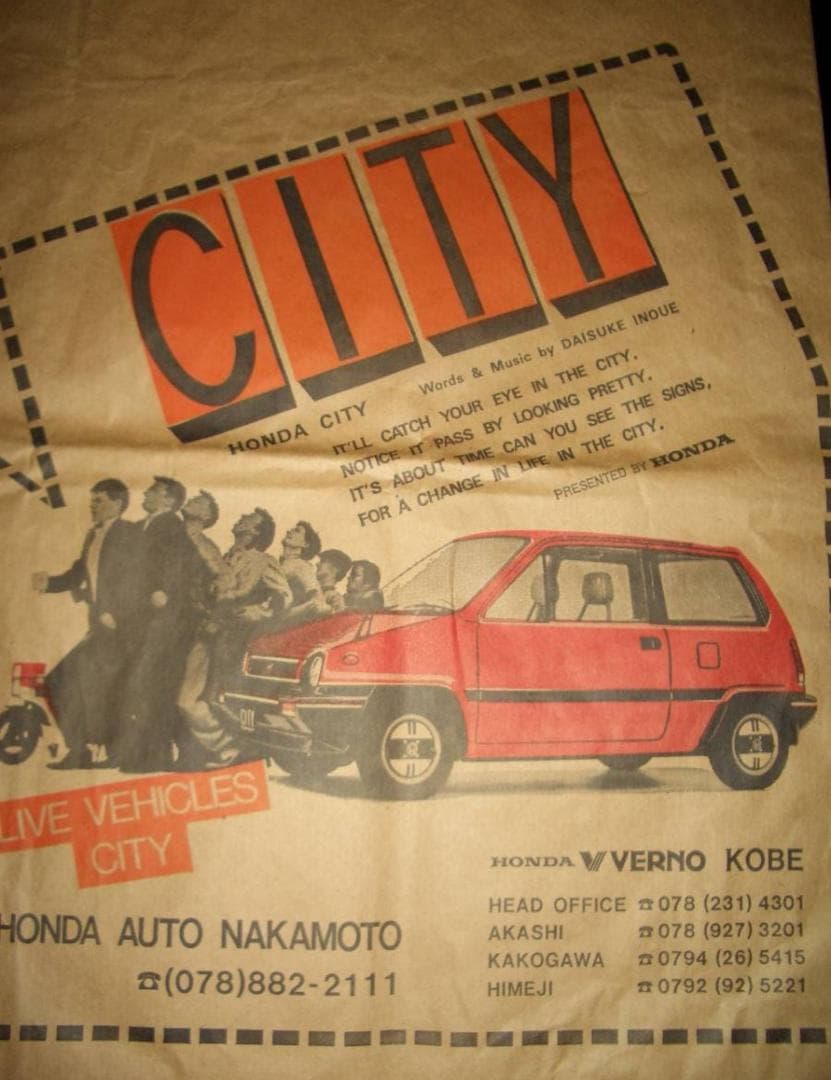 CITY
HONDA CITY
Words & Music by DAISUKE INOUE
IT'LL CATCH YOUR EYE IN THE CITY.
NOTICE IT PASS BY LOOKING PRETTY.
IT'S ABOUT TIME CAN YOU SEE THE SIGNS,
FOR A CHANGE IN LIFE IN THE CITY.
PRESENTED BY HONDA
LIVE VEHICLES
CITY
HONDA AUTO NAKAMOTO
☎(078)882-2111
HONDA VERNO KOBE
HEAD OFFICE ☎078 (231) 4301
AKASHI ☎078 (927) 3201
KAKOGAWA ☎0794 (26) 5415
HIMEJI ☎0792 (92) 5221